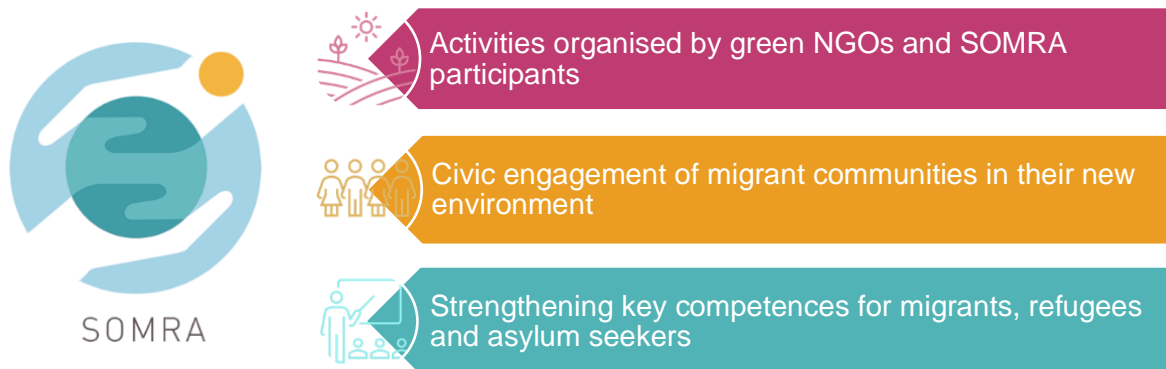 SOMRA
Activities organised by green NGOs and SOMRA
participants
Civic engagement of migrant communities in their new
environment
Strengthening key competences for migrants, refugees
and asylum seekers